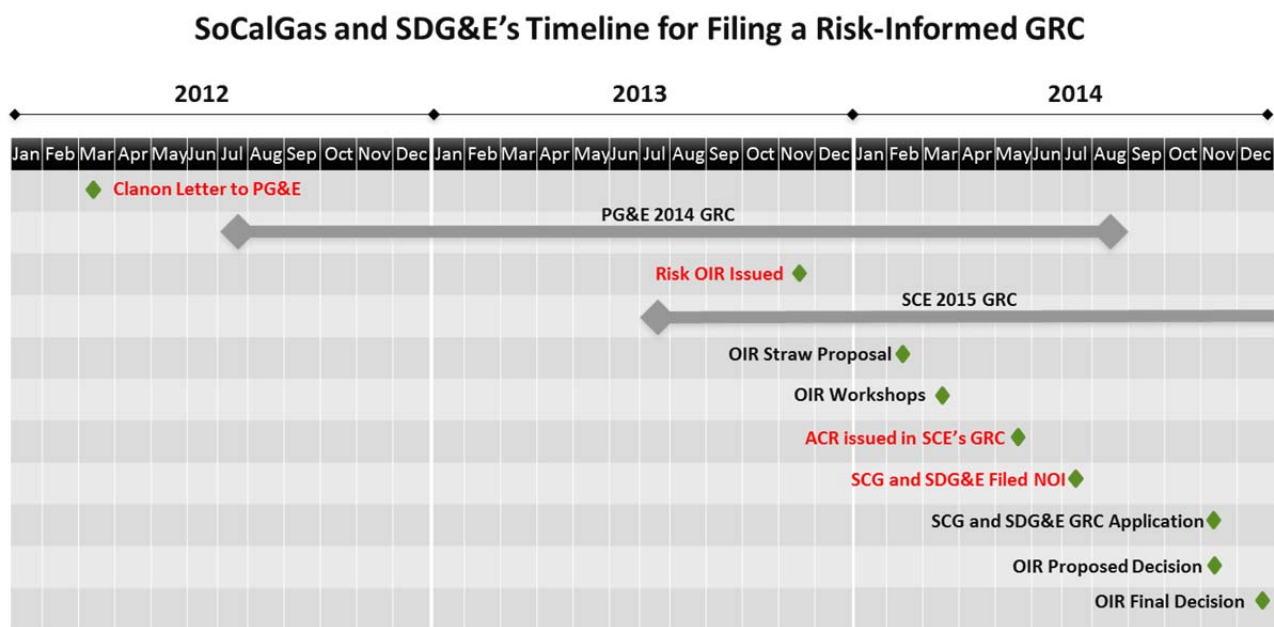 SoCalGas and SDG&E’s Timeline for Filing a Risk-Informed GRC
2012 2013 2014
Jan Feb Mar Apr May Jun Jul Aug Sep Oct Nov Dec Jan Feb Mar Apr May Jun Jul Aug Sep Oct Nov Dec Jan Feb Mar Apr May Jun Jul Aug Sep Oct Nov Dec
Clanon Letter to PG&E
PG&E 2014 GRC
Risk OIR Issued
SCE 2015 GRC
OIR Straw Proposal
OIR Workshops
ACR issued in SCE’s GRC
SCG and SDG&E Filed NOI
SCG and SDG&E GRC Application
OIR Proposed Decision
OIR Final Decision